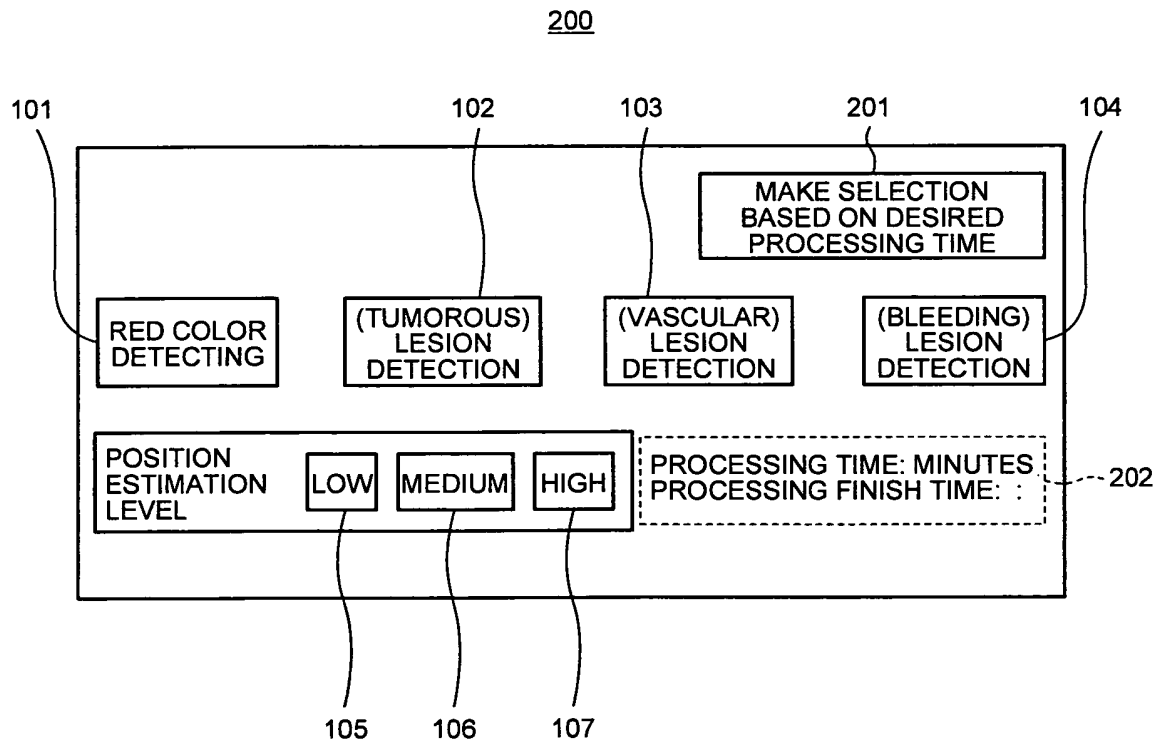 200
101
102
103
201
104
MAKE SELECTION
BASED ON DESIRED
PROCESSING TIME
RED COLOR
DETECTING
(TUMOROUS)
LESION
DETECTION
(VASCULAR)
LESION
DETECTION
(BLEEDING)
LESION
DETECTION
POSITION
ESTIMATION
LEVEL
LOW
MEDIUM
HIGH
PROCESSING TIME: MINUTES
PROCESSING FINISH TIME: :
202
105
106
107